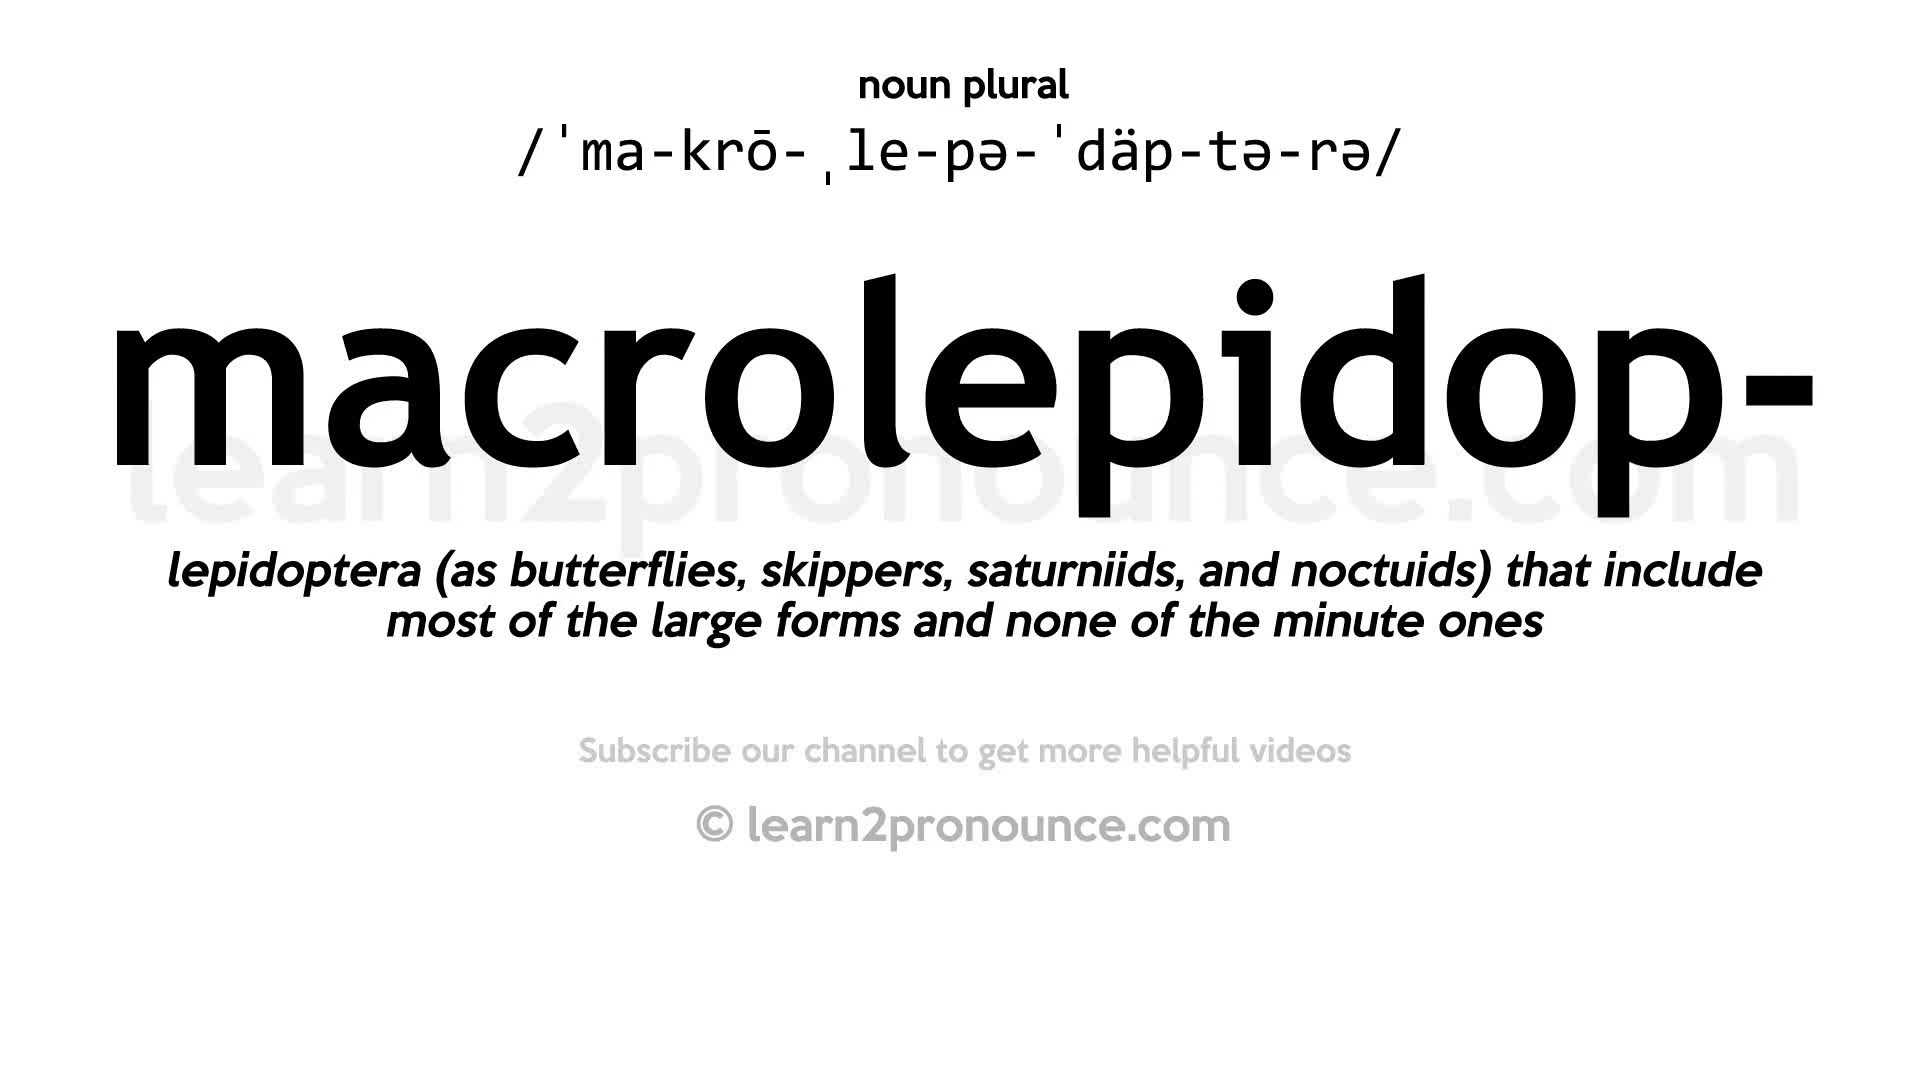 noun plural
/ˈma-krō-ˌle-pə-ˈdäp-tə-rə/
macrolepidop-
learn2pronounce.com
lepidoptera (as butterflies, skippers, saturniids, and noctuids) that include
most of the large forms and none of the minute ones
Subscribe our channel to get more helpful videos
© learn2pronounce.com